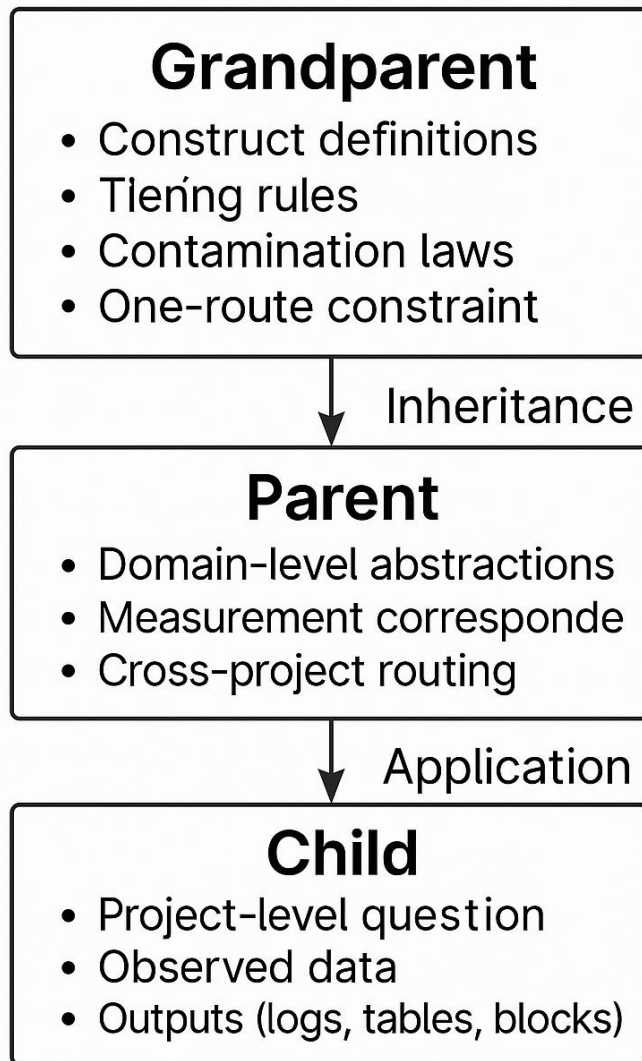 Grandparent
• Construct definitions
• Tlening rules
• Contamination laws
• One-route constraint
Inheritance
Parent
• Domain-level abstractions
• Measurement corresponde
• Cross-project routing
Application
Child
• Project-level question
• Observed data
• Outputs (logs, tables, blocks)